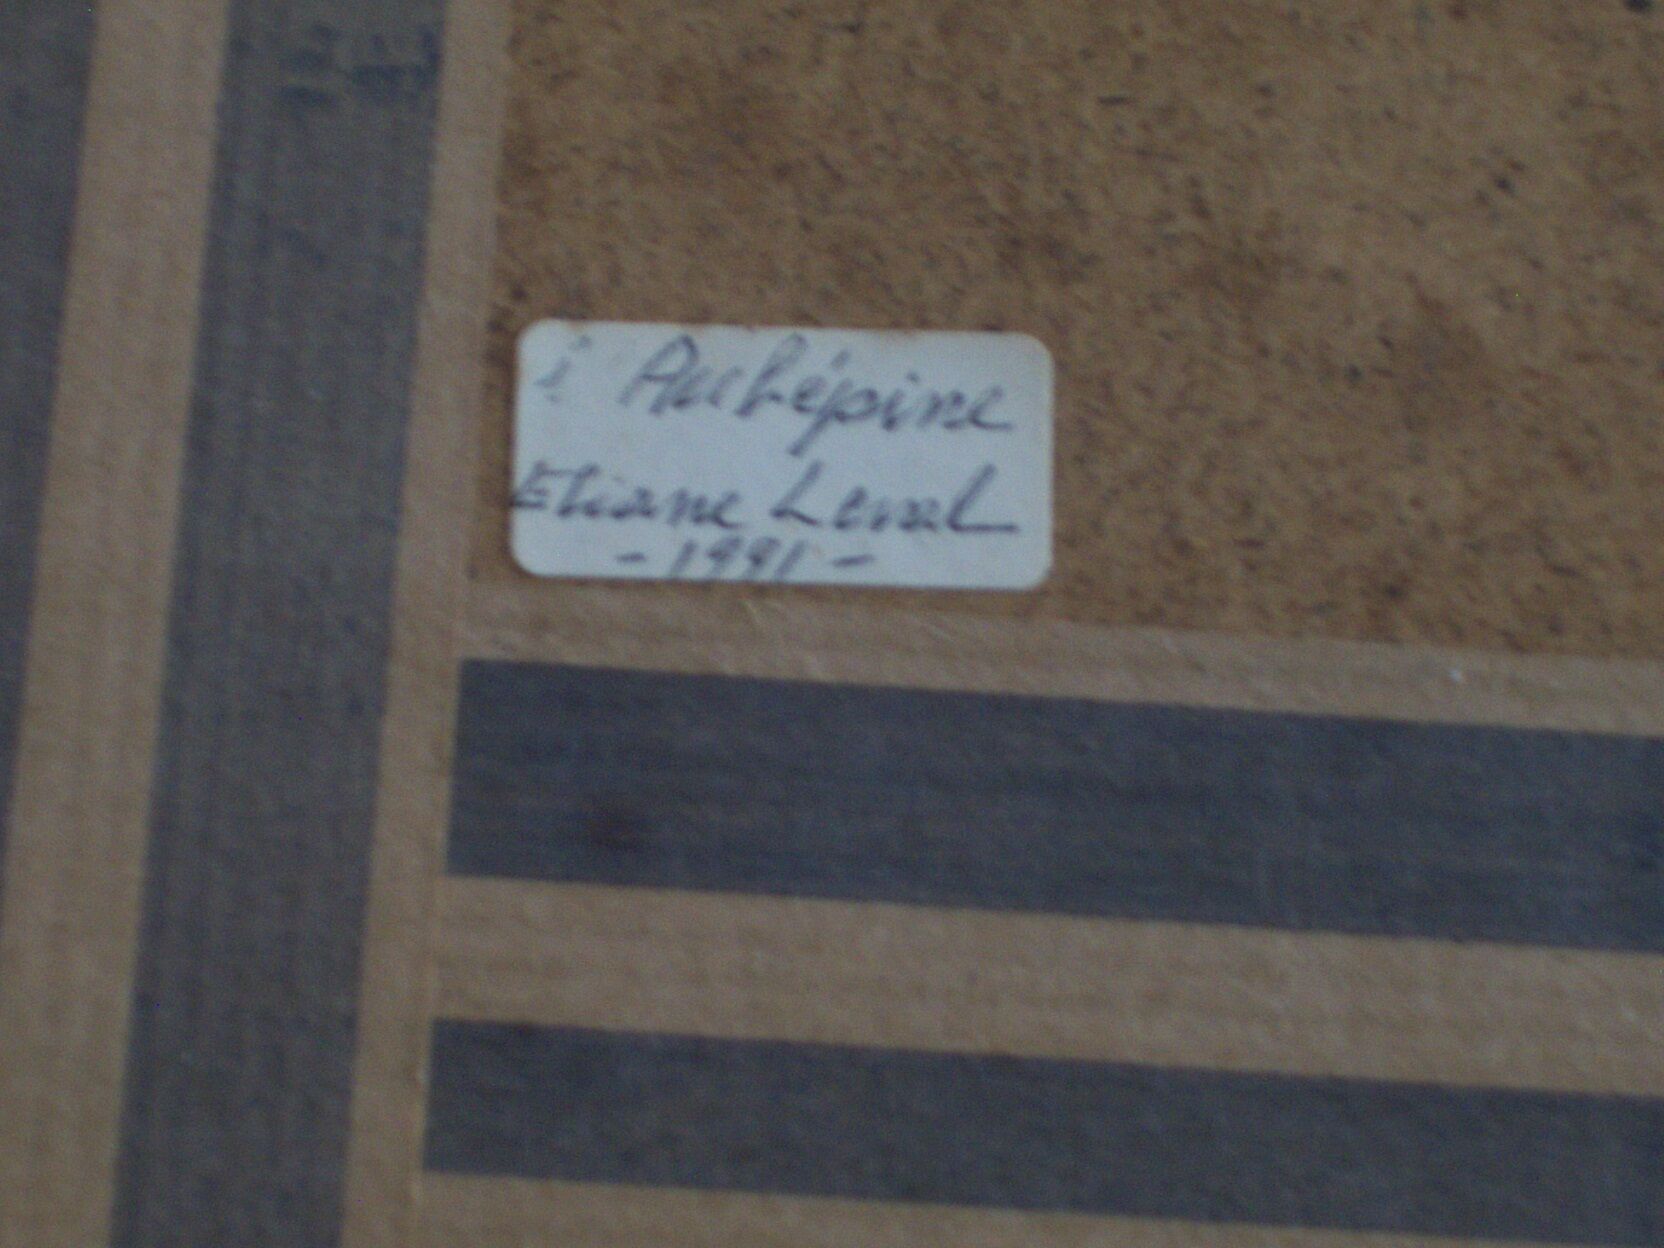 l'Aubépine
Eliane Leval
- 1991 -